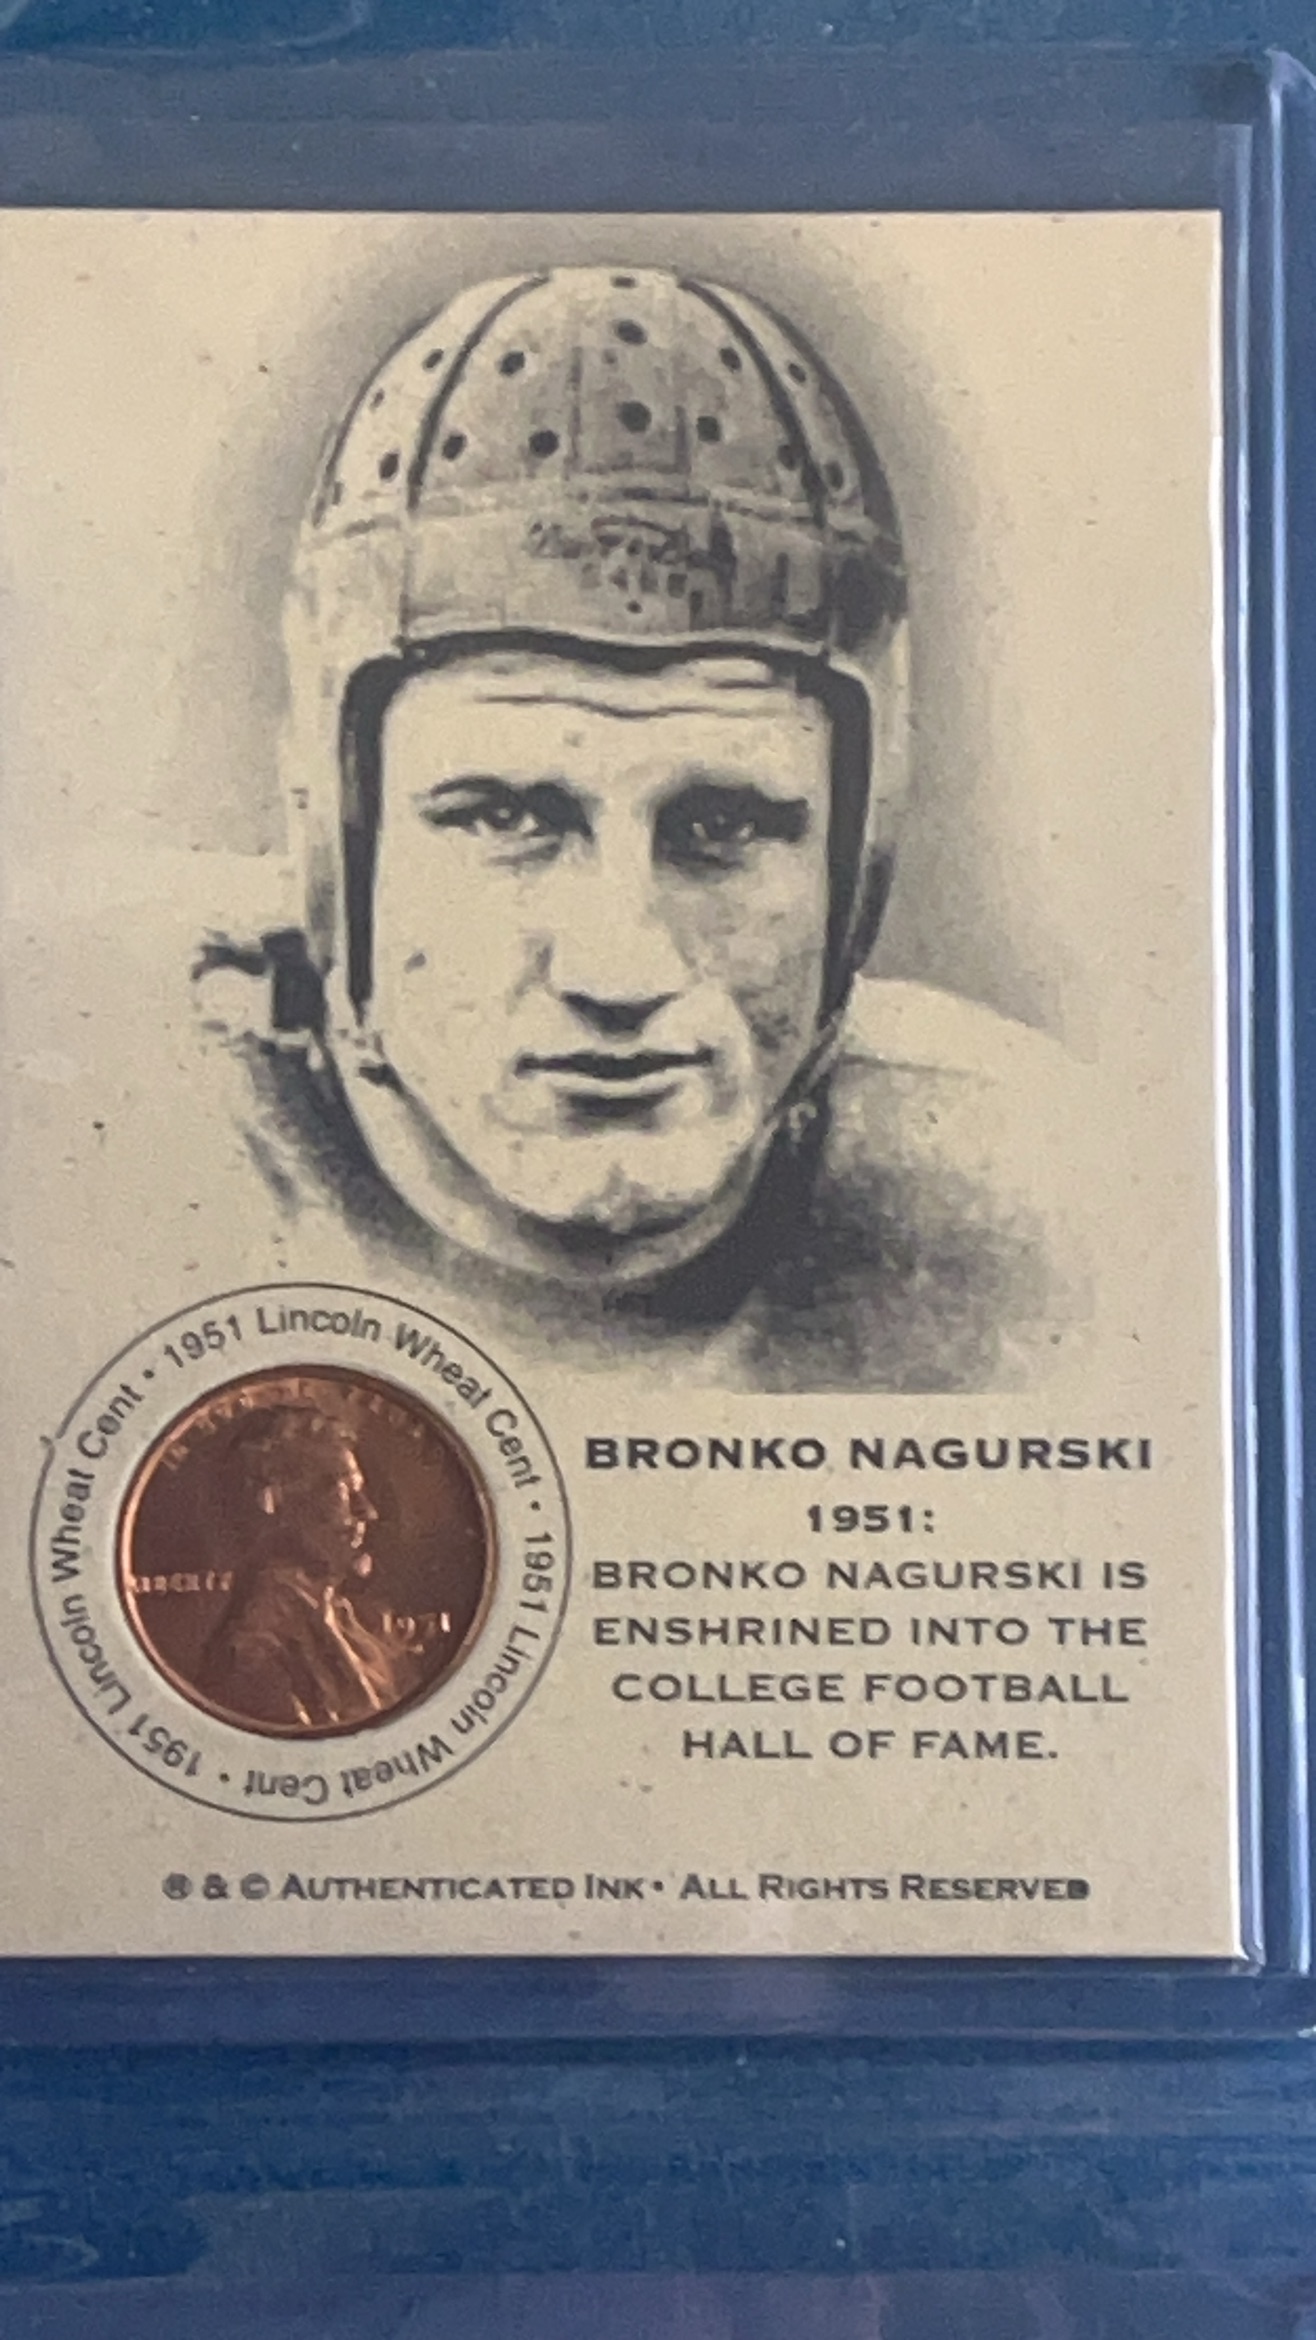 1951 Lincoln Wheat Cent • 1951 Lincoln Wheat Cent • 1951 Lincoln Wheat Cent •
LIBERTY
BRONKO NAGURSKI
1951:
BRONKO NAGURSKI IS
ENSHRINED INTO THE
COLLEGE FOOTBALL
HALL OF FAME.
® & © AUTHENTICATED INK • ALL RIGHTS RESERVED